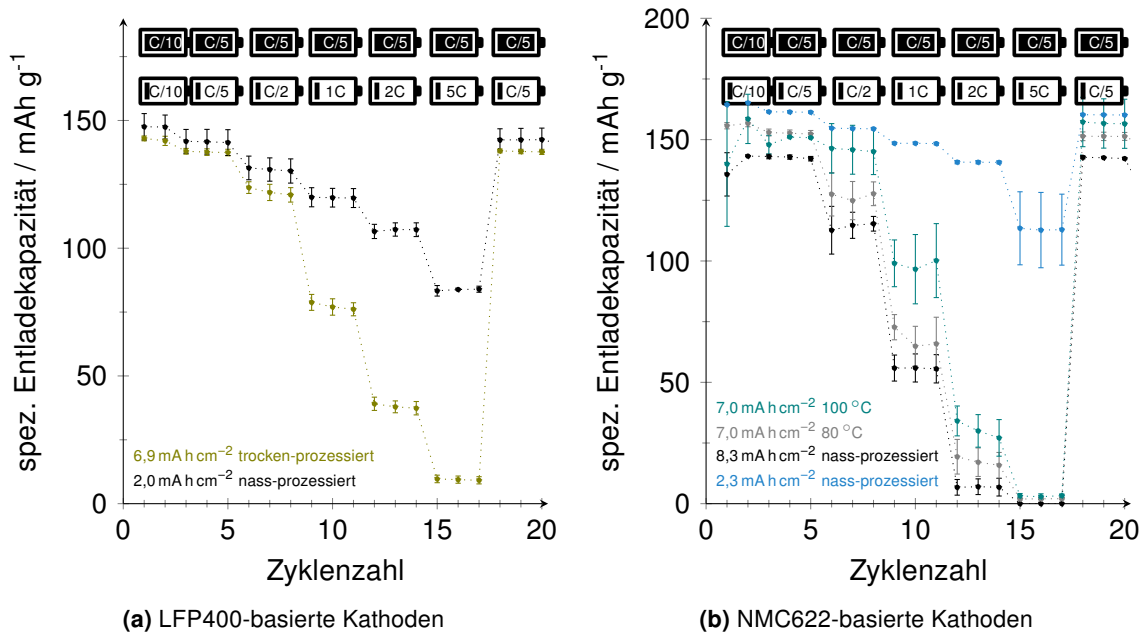 C/10 C/5 C/5 C/5 C/5 C/5 C/5
C/10 C/5 C/2 1C 2C 5C C/5
spez. Entladekapazität / mAh g-1
150
100
50
0
6,9 mA h cm−2 trocken-prozessiert
2,0 mA h cm−2 nass-prozessiert
0 5 10 15 20
Zyklenzahl
(a) LFP400-basierte Kathoden
200
C/10 C/5 C/5 C/5 C/5 C/5 C/5
C/10 C/5 C/2 1C 2C 5C C/5
spez. Entladekapazität / mAh g-1
150
100
50
0
7,0 mA h cm−2 100 °C
7,0 mA h cm−2 80 °C
8,3 mA h cm−2 nass-prozessiert
2,3 mA h cm−2 nass-prozessiert
0 5 10 15 20
Zyklenzahl
(b) NMC622-basierte Kathoden